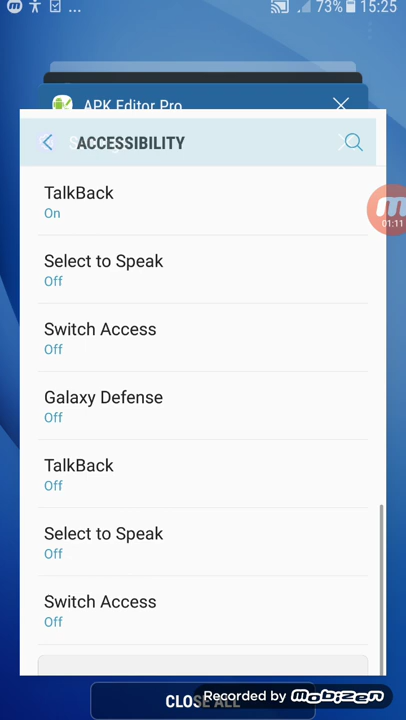 ... 73% 15:25
APK Editor Pro
ACCESSIBILITY
TalkBack
On
01:11
Select to Speak
Off
Switch Access
Off
Galaxy Defense
Off
TalkBack
Off
Select to Speak
Off
Switch Access
Off
CLOSE ALL
Recorded by mobizen